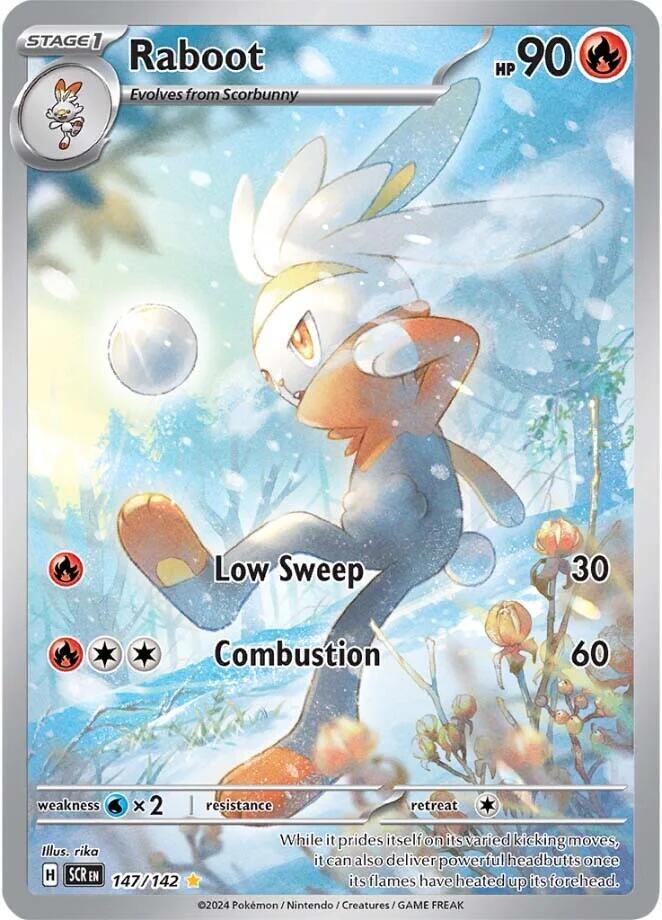 STAGE1
Raboot
HP 90
Evolves from Scorbunny
Low Sweep 30
Combustion 60
weakness ×2 resistance retreat
Illus. rika
While it prides itself on its varied kicking moves,
it can also deliver powerful headbutts once
its flames have heated up its forehead.
H SCR EN 147/142
©2024 Pokémon / Nintendo / Creatures / GAME FREAK